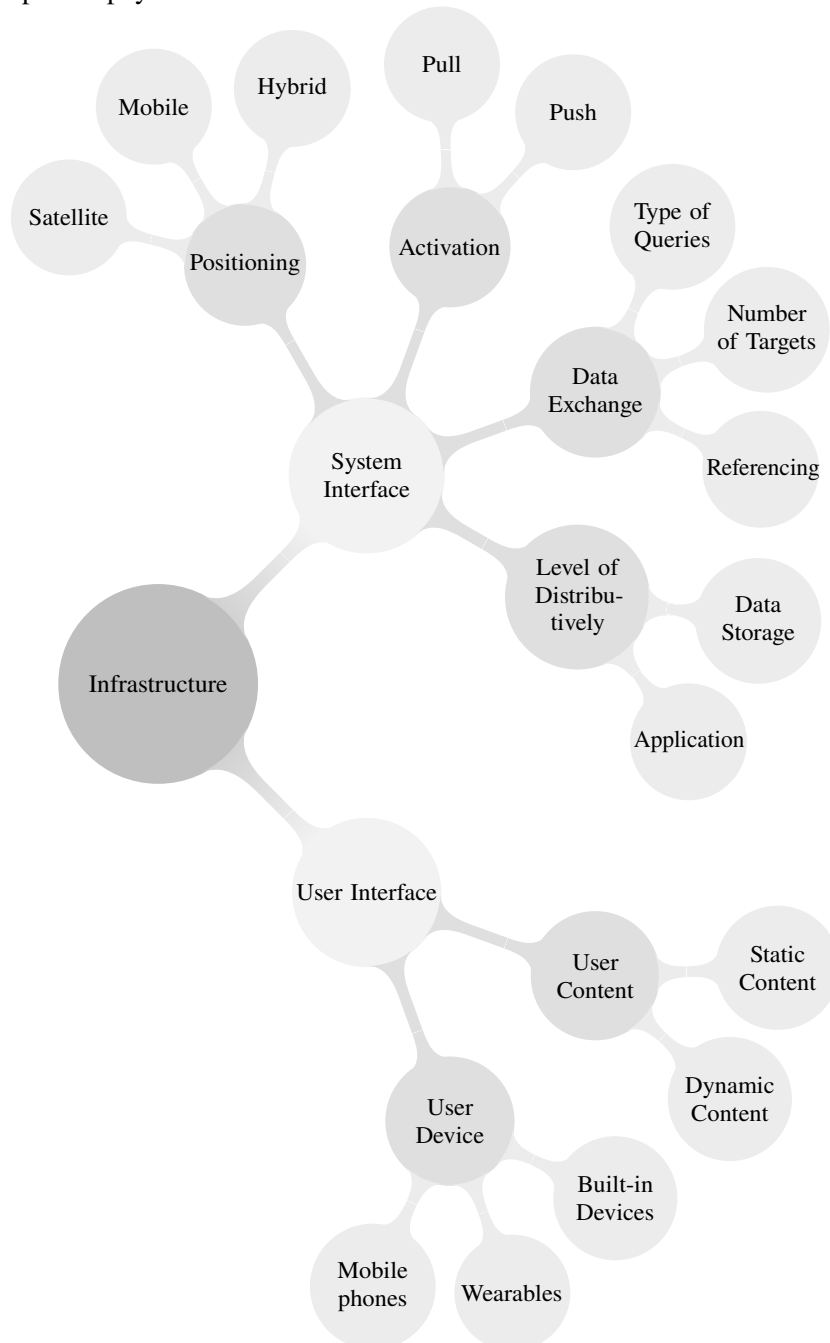 Pull
Hybrid
Mobile
Push
Satellite
Type of
Queries
Activation
Positioning
Number
of Targets
Data
Exchange
System
Interface
Referencing
Level of
Distribu-
tively
Data
Storage
Infrastructure
Application
User Interface
User
Content
Static
Content
Dynamic
Content
User
Device
Built-in
Devices
Mobile
phones
Wearables